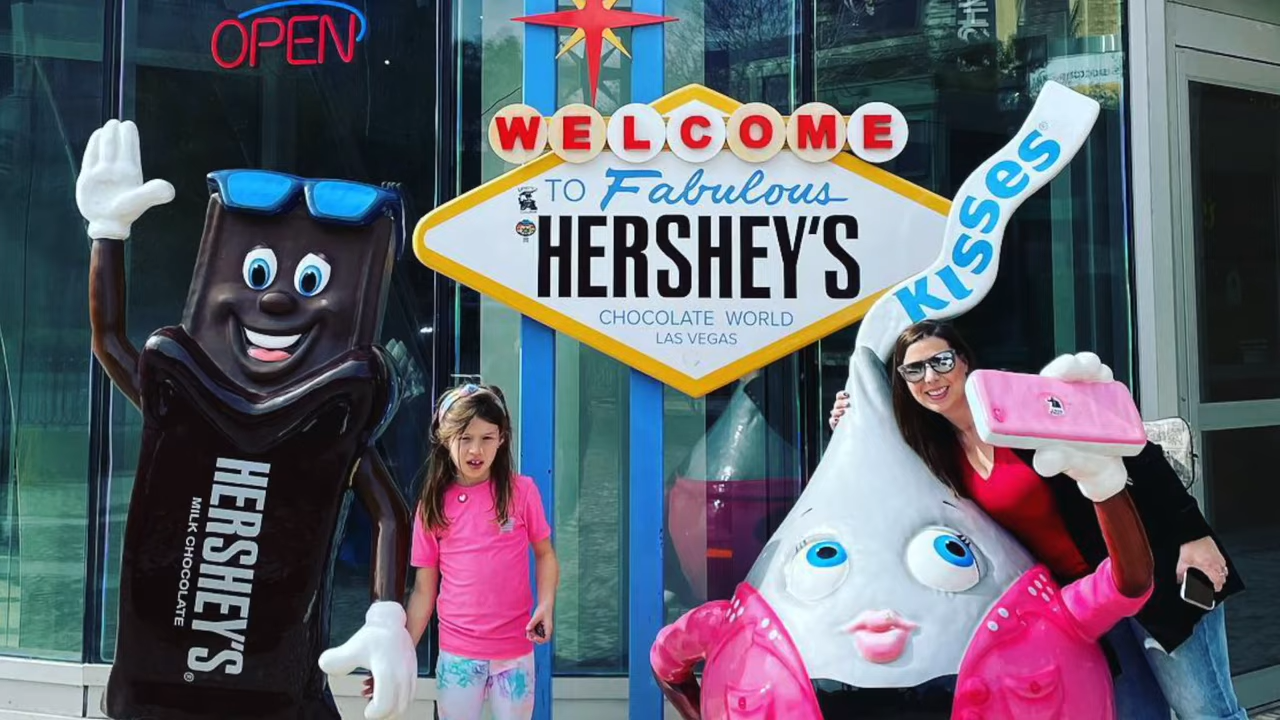 OPEN
WELCOME
TO Fabulous
HERSHEY'S
CHOCOLATE WORLD
LAS VEGAS
KISSES®
HERSHEY'S®
MILK CHOCOLATE